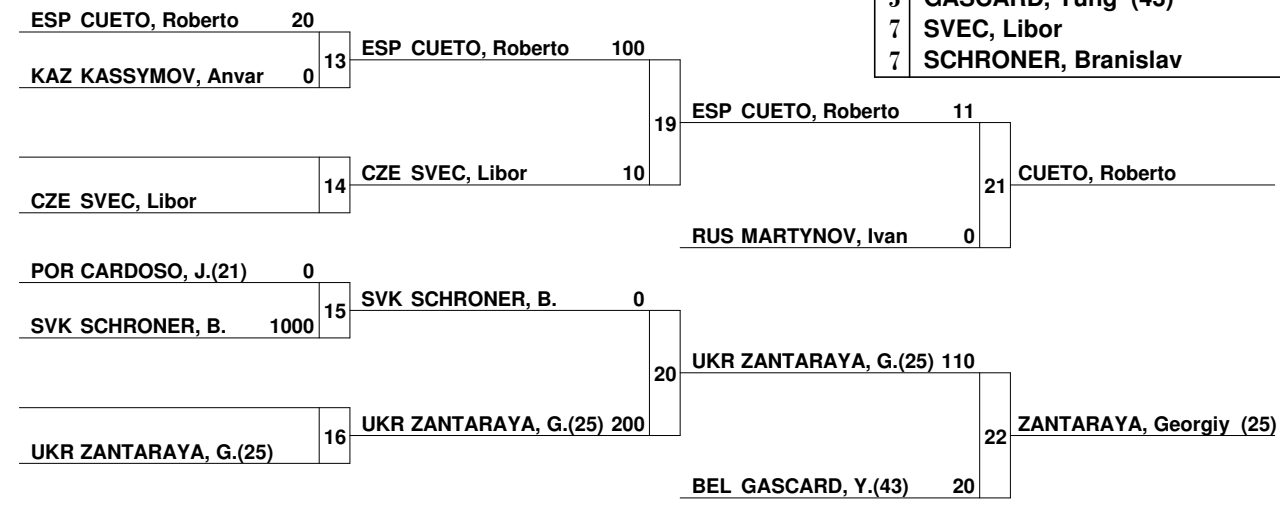 ESP CUETO, Roberto 20
KAZ KASSYMOV, Anvar 0
13
ESP CUETO, Roberto 100
CZE SVEC, Libor
14
CZE SVEC, Libor 10
19
ESP CUETO, Roberto 11
RUS MARTYNOV, Ivan 0
21
CUETO, Roberto
POR CARDOSO, J.(21) 0
SVK SCHRONER, B. 1000
15
SVK SCHRONER, B. 0
UKR ZANTARAYA, G.(25)
16
UKR ZANTARAYA, G.(25) 200
20
UKR ZANTARAYA, G.(25) 110
BEL GASCARD, Y.(43) 20
22
ZANTARAYA, Georgiy (25)
5 GASCARD, Yung (43)
7 SVEC, Libor
7 SCHRONER, Branislav